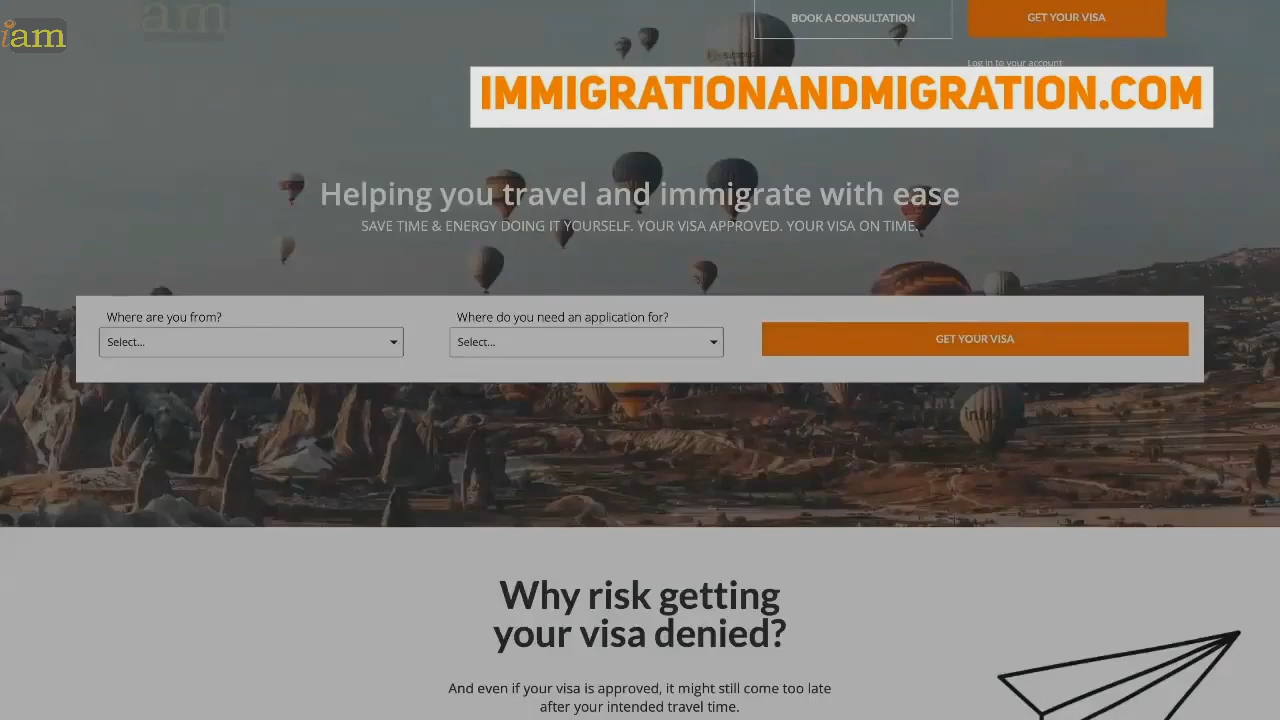 iam
am
BOOK A CONSULTATION
GET YOUR VISA
Log in to your account
IMMIGRATIONANDMIGRATION.COM
Helping you travel and immigrate with ease
SAVE TIME & ENERGY DOING IT YOURSELF. YOUR VISA APPROVED. YOUR VISA ON TIME.
Where are you from?
Where do you need an application for?
Select...
Select...
GET YOUR VISA
Why risk getting
your visa denied?
And even if your visa is approved, it might still come too late
after your intended travel time.